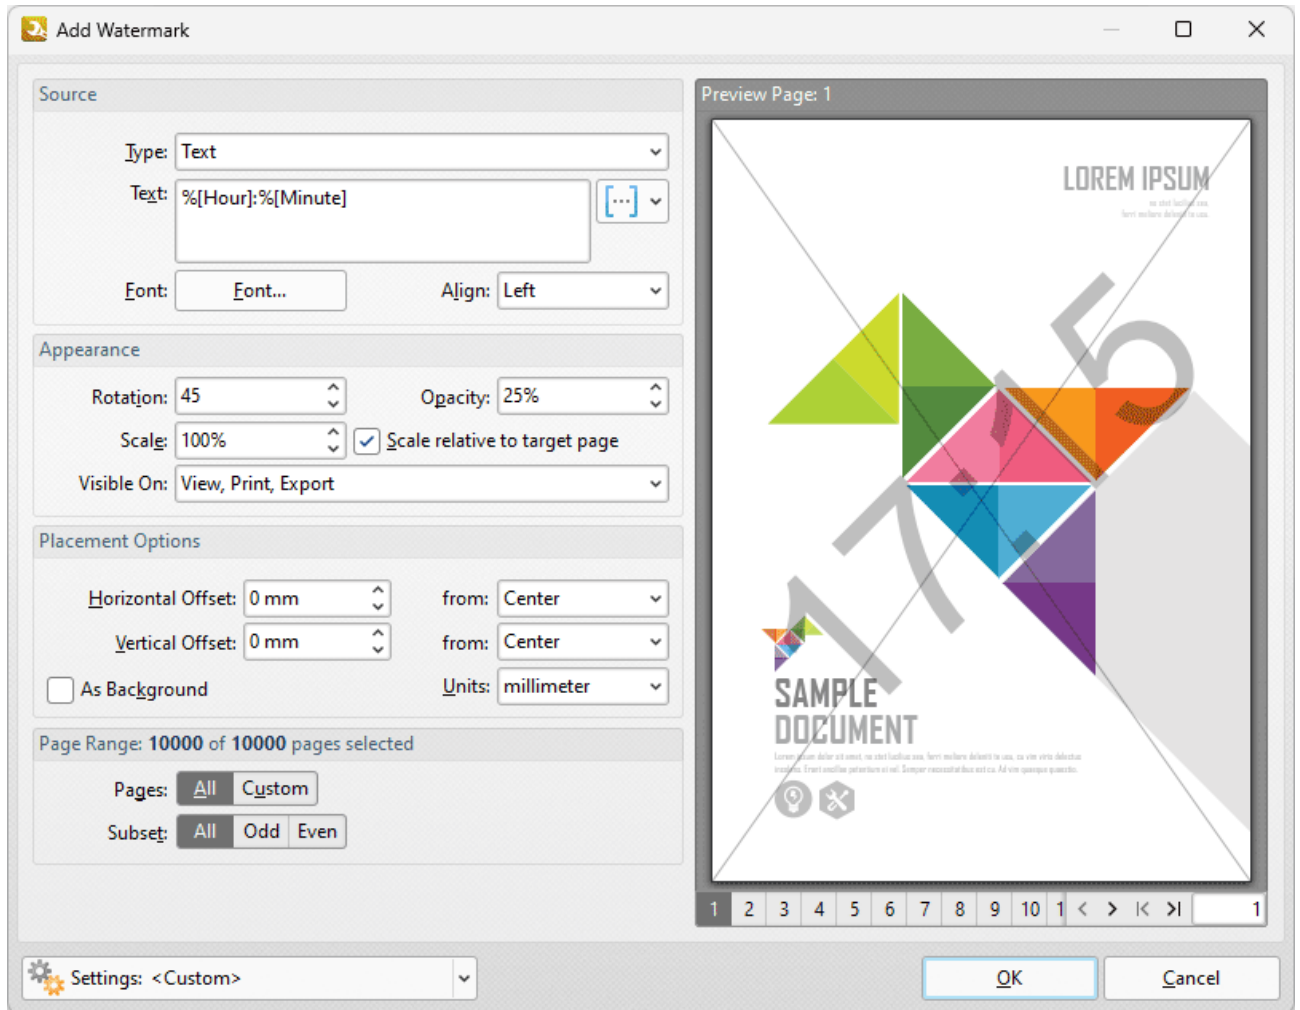 Add Watermark
Source
Type: Text
Text: %[Hour]:%[Minute]
Font: Font... Align: Left
Appearance
Rotation: 45 Opacity: 25%
Scale: 100% Scale relative to target page
Visible On: View, Print, Export
Placement Options
Horizontal Offset: 0 mm from: Center
Vertical Offset: 0 mm from: Center
As Background Units: millimeter
Page Range: 10000 of 10000 pages selected
Pages: All Custom
Subset: All Odd Even
Preview Page: 1
LOREM IPSUM
17:15
SAMPLE
DOCUMENT
1 2 3 4 5 6 7 8 9 10 1 1
Settings: <Custom> OK Cancel